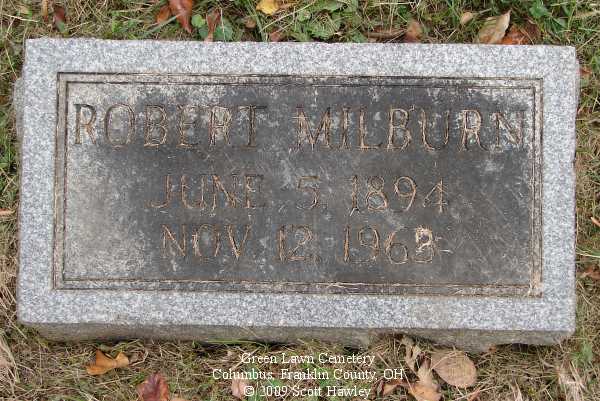 ROBERT MILBURN
JUNE 5, 1894
NOV. 12, 1963
Green Lawn Cemetery
Columbus, Franklin County, OH
© 2009 Scott Hawley